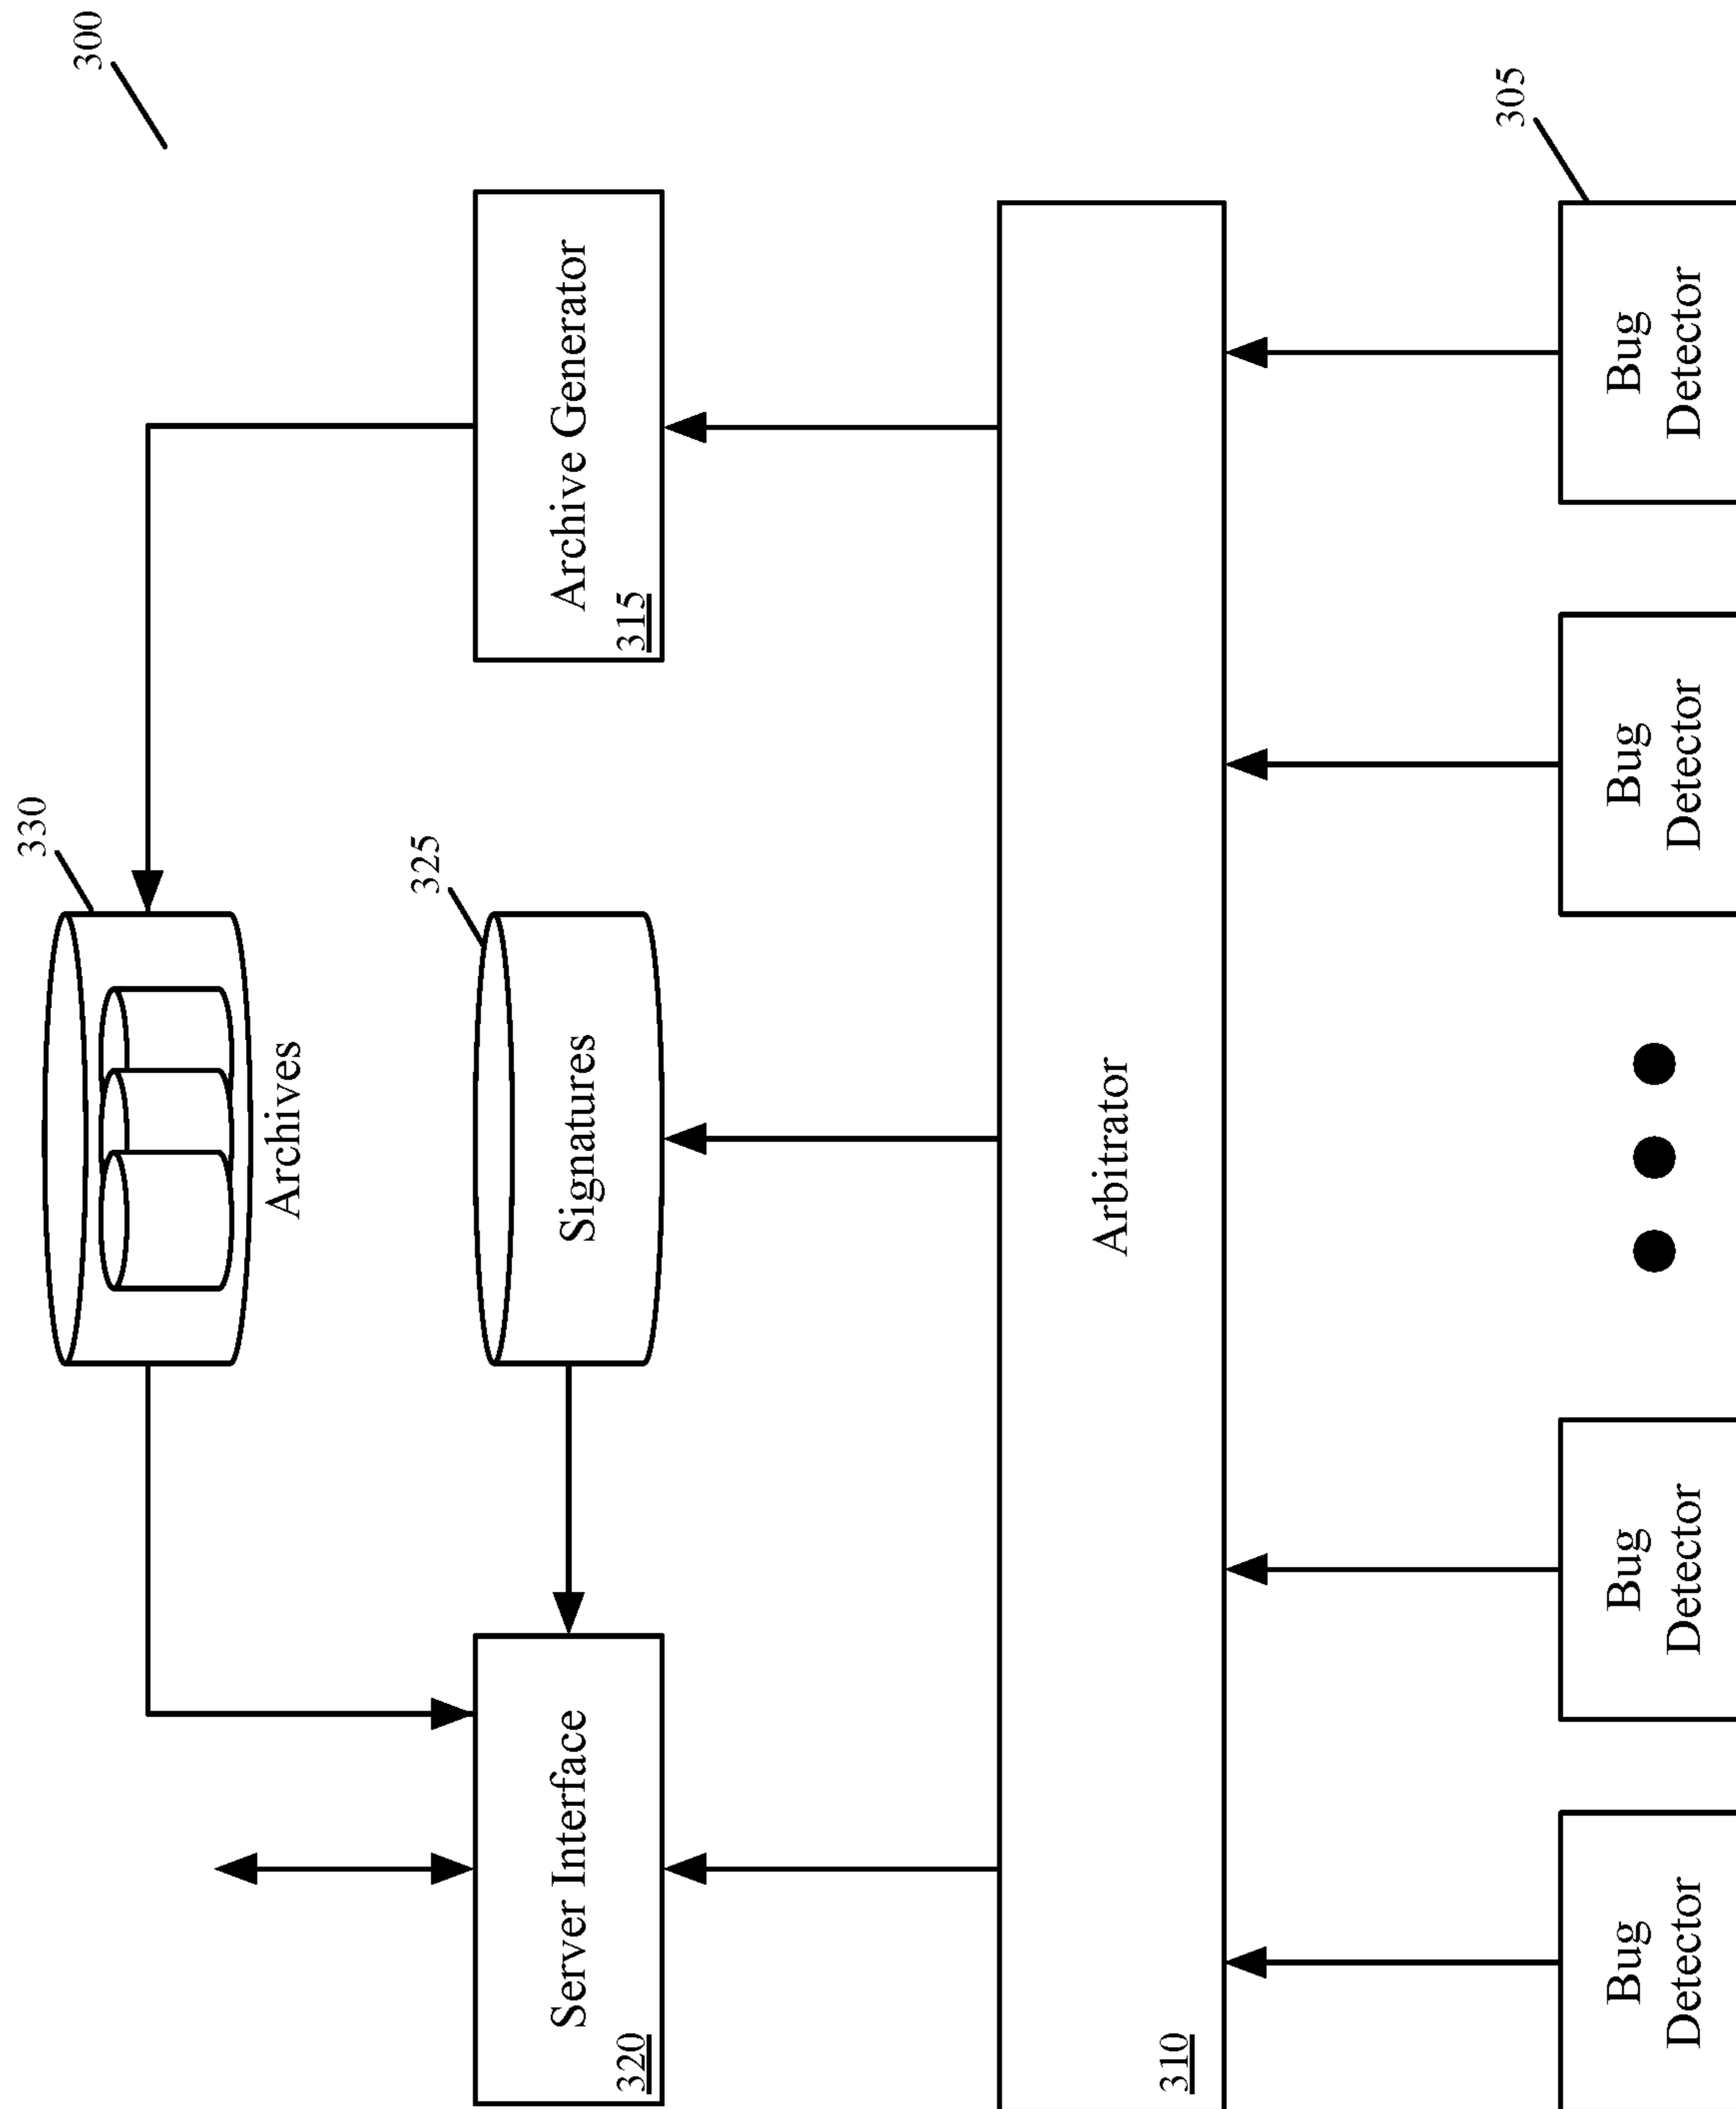 300
330
Archives
Server Interface
320
325
Signatures
Archive Generator
315
Arbitrator
310
305
Bug
Detector
Bug
Detector
Bug
Detector
Bug
Detector